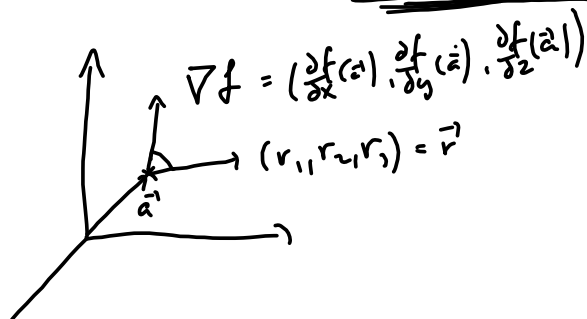 ∇f = (∂f/∂x(a⃗), ∂f/∂y(a⃗), ∂f/∂z(a⃗))
(r₁, r₂, r₃) = r⃗
a⃗